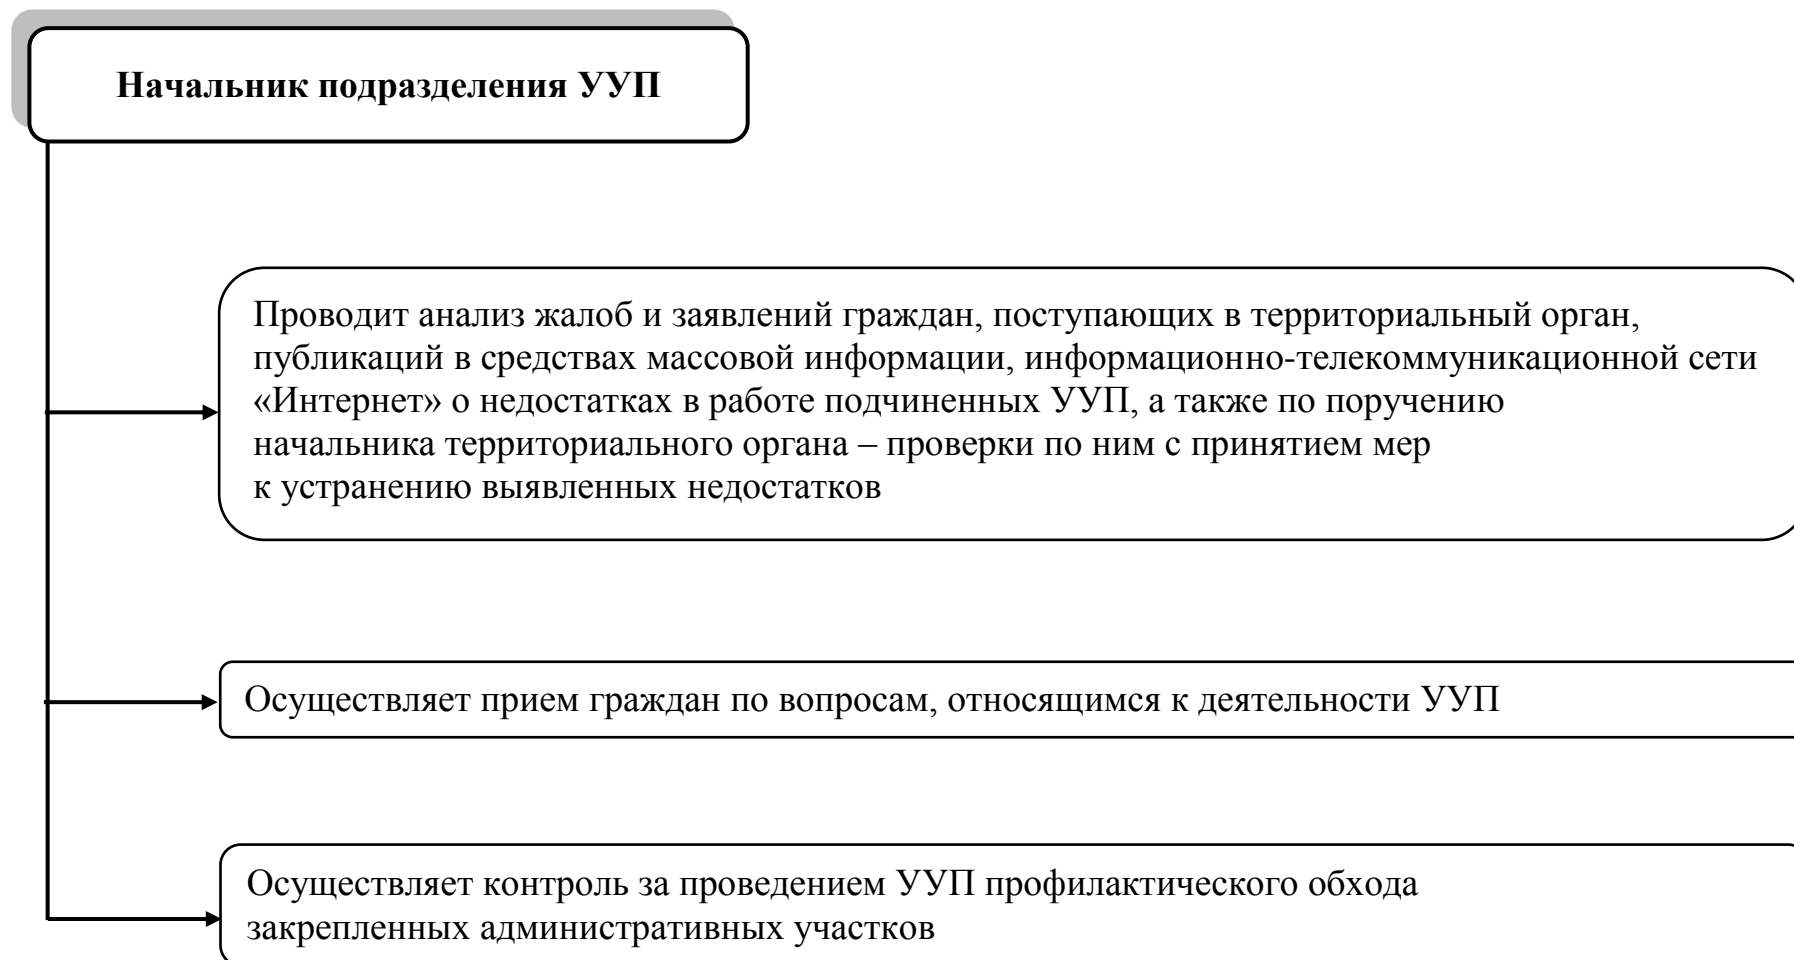 Начальник подразделения УУП
Проводит анализ жалоб и заявлений граждан, поступающих в территориальный орган,
публикаций в средствах массовой информации, информационно-телекоммуникационной сети
«Интернет» о недостатках в работе подчиненных УУП, а также по поручению
начальника территориального органа – проверки по ним с принятием мер
к устранению выявленных недостатков
Осуществляет прием граждан по вопросам, относящимся к деятельности УУП
Осуществляет контроль за проведением УУП профилактического обхода
закрепленных административных участков